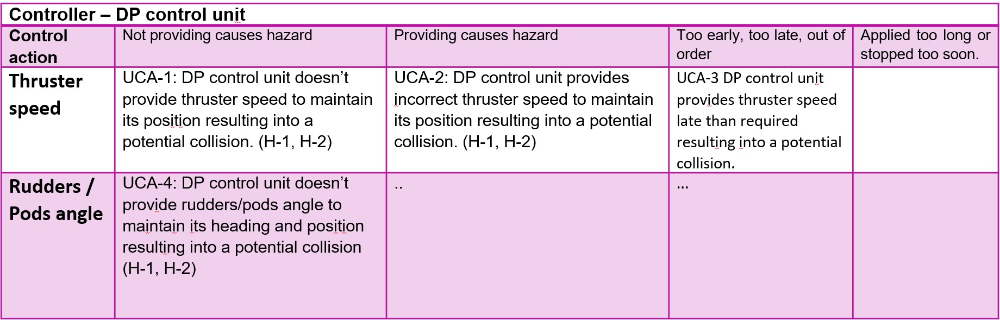 Controller – DP control unit
Control
action
Not providing causes hazard
Providing causes hazard
Too early, too late, out of
order
Applied too long or
stopped too soon.
Thruster
speed
UCA-1: DP control unit doesn’t
provide thruster speed to maintain
its position resulting into a
potential collision. (H-1, H-2)
UCA-2: DP control unit provides
incorrect thruster speed to maintain
its position resulting into a potential
collision. (H-1, H-2)
UCA-3 DP control unit
provides thruster speed
late than required
resulting into a potential
collision.
Rudders /
Pods angle
UCA-4: DP control unit doesn’t
provide rudders/pods angle to
maintain its heading and position
resulting into a potential collision
(H-1, H-2)
..
...